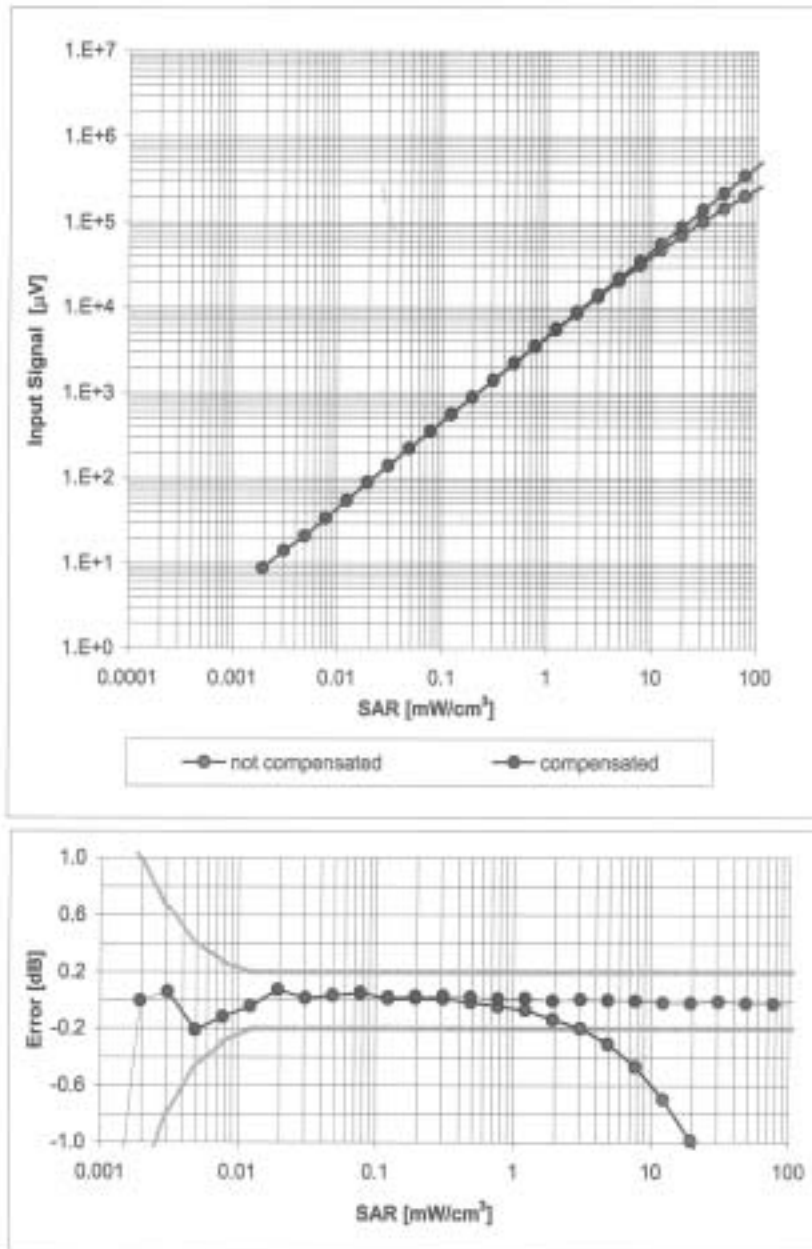 1.E+7
1.E+6
1.E+5
1.E+4
1.E+3
1.E+2
1.E+1
1.E+0
Input Signal [µV]
0.0001 0.001 0.01 0.1 1 10 100
SAR [mW/cm³]
not compensated compensated
1.0
0.6
0.2
-0.2
-0.6
-1.0
Error [dB]
0.001 0.01 0.1 1 10 100
SAR [mW/cm³]